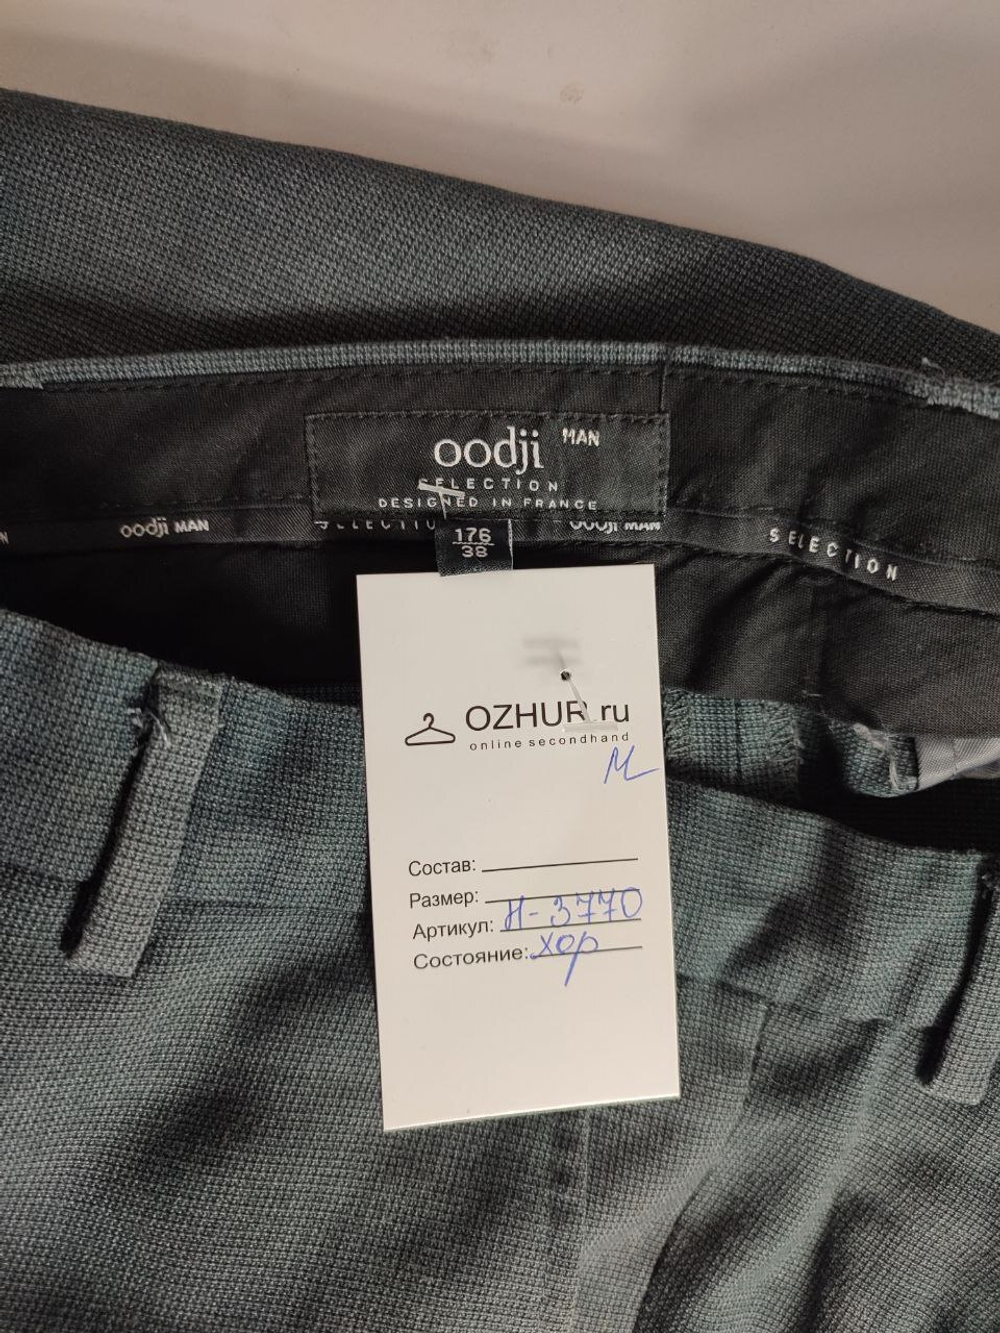 oodji MAN
SELECTION
DESIGNED IN FRANCE
oodji MAN
oodji MAN
SELECTION
176
38
OZHUR.ru
online secondhand
М
Состав:
Размер:
Артикул: Н-3770
Состояние: хор